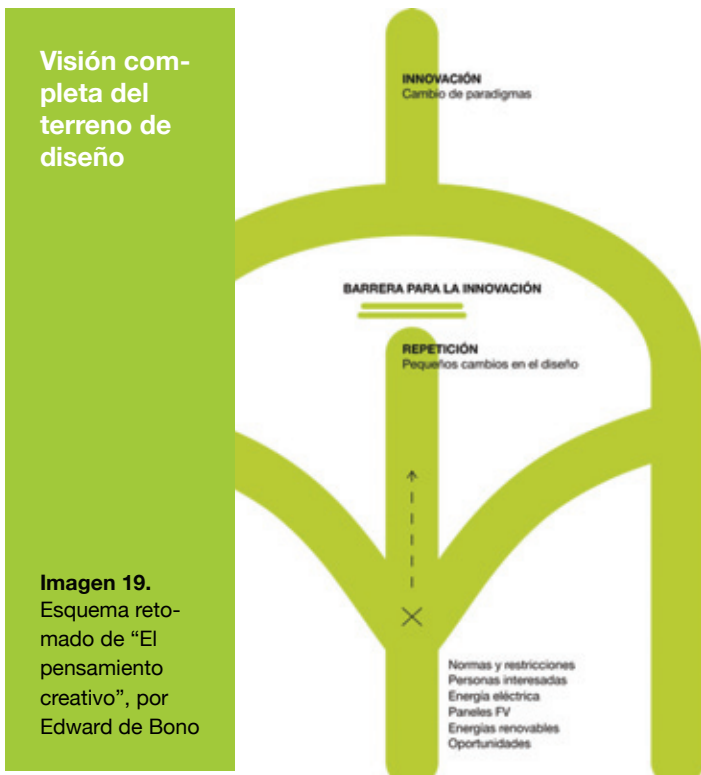 Visión com-
pleta del
terreno de
diseño
Imagen 19.
Esquema reto-
mado de “El
pensamiento
creativo”, por
Edward de Bono
INNOVACIÓN
Cambio de paradigmas
BARRERA PARA LA INNOVACIÓN
REPETICIÓN
Pequeños cambios en el diseño
Normas y restricciones
Personas interesadas
Energía eléctrica
Paneles FV
Energías renovables
Oportunidades